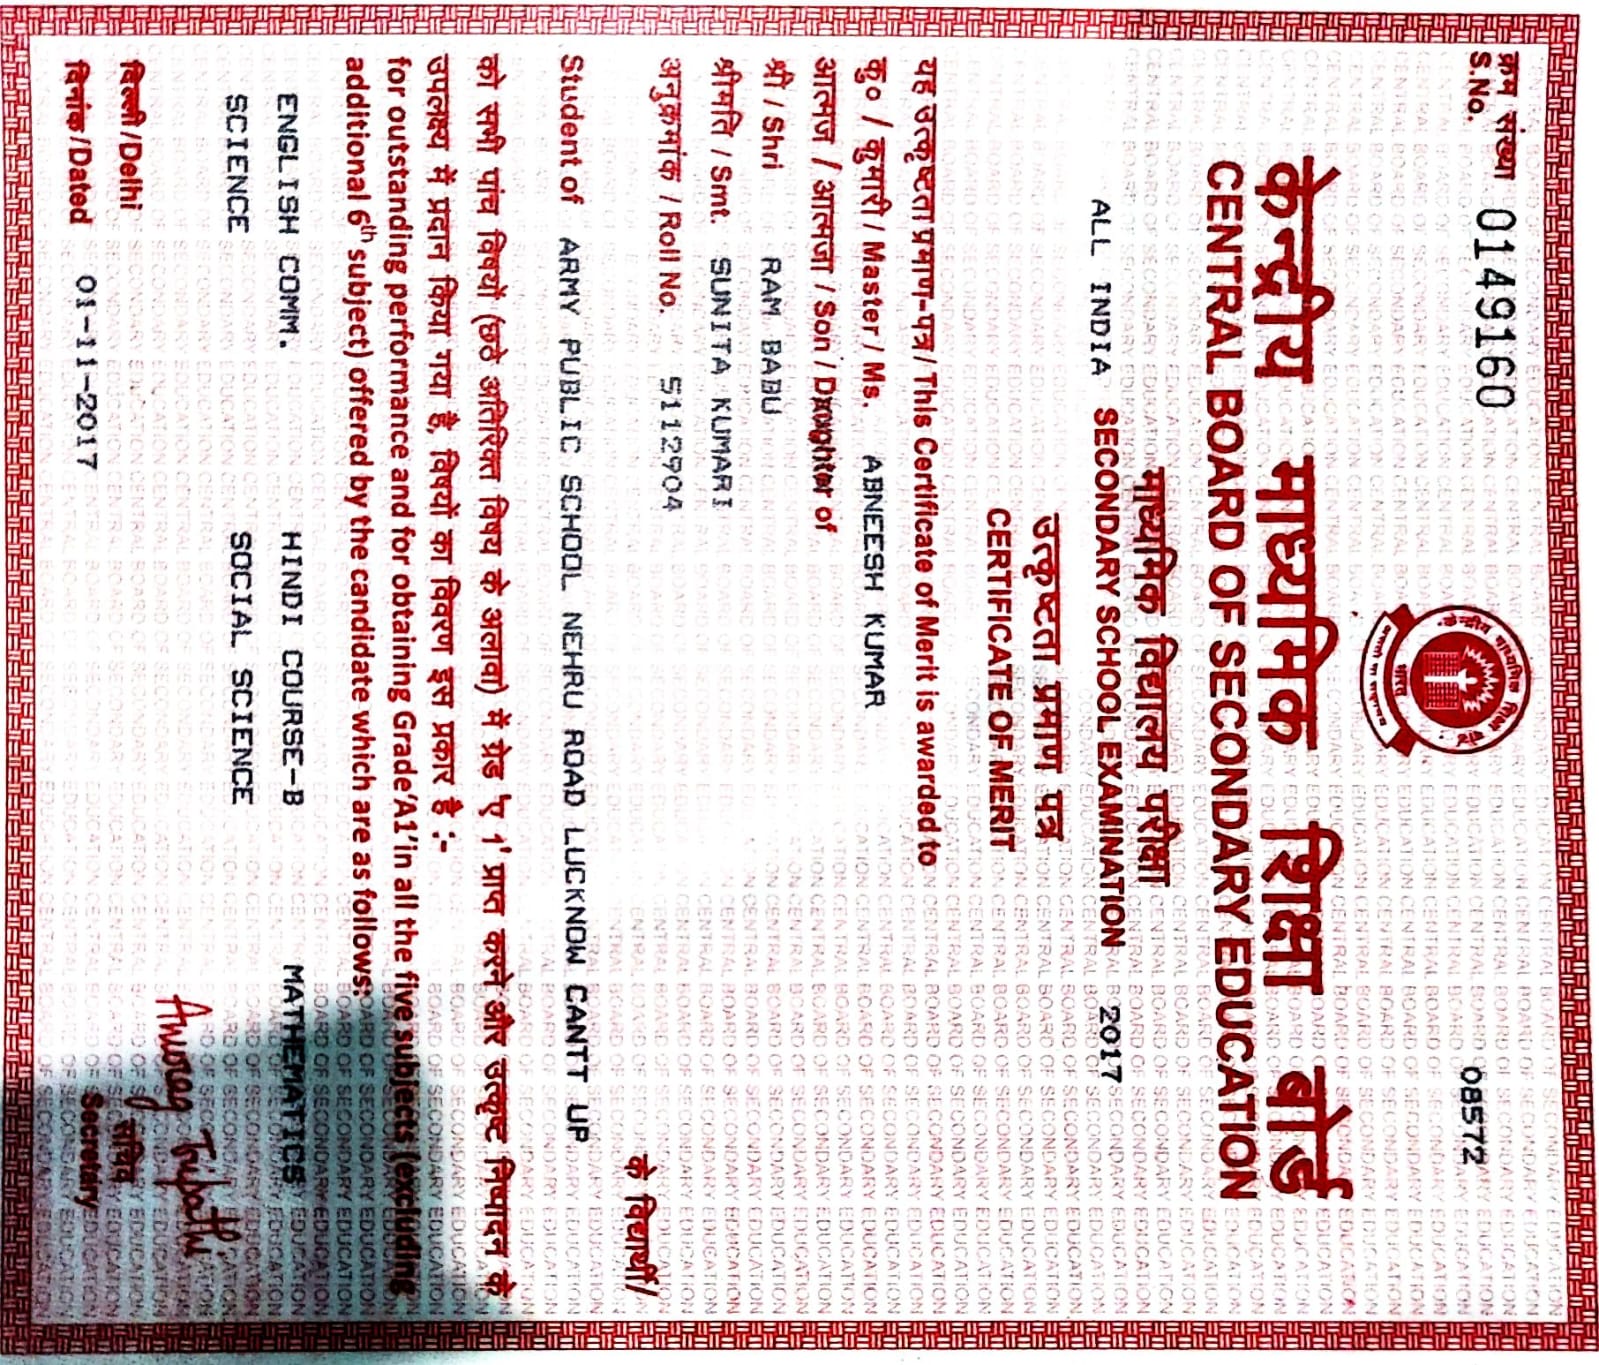 क्रम संख्या
S.No. 0149160
08572
केन्द्रीय माध्यमिक शिक्षा बोर्ड
भारत
केन्द्रीय माध्यमिक शिक्षा बोर्ड
CENTRAL BOARD OF SECONDARY EDUCATION
माध्यमिक विद्यालय परीक्षा
ALL INDIA SECONDARY SCHOOL EXAMINATION 2017
उत्कृष्टता प्रमाण पत्र
CERTIFICATE OF MERIT
यह उत्कृष्टता प्रमाण-पत्र / This Certificate of Merit is awarded to
कु० / कुमारी / Master / Ms. ABNEESH KUMAR
आत्मज / आत्मजा / Son / Daughter of
श्री / Shri RAM BABU
श्रीमति / Smt. SUNITA KUMARI
अनुक्रमांक / Roll No. 5112904
के विद्यार्थी/
Student of ARMY PUBLIC SCHOOL NEHRU ROAD LUCKNOW CANTT UP
को सभी पांच विषयों (छठे अतिरिक्त विषय के अलावा) में ग्रेड 'ए 1' प्राप्त करने और उत्कृष्ट निष्पादन के
उपलक्ष्य में प्रदान किया गया है, विषयों का विवरण इस प्रकार है :-
for outstanding performance and for obtaining Grade'A1'in all the five subjects (excluding
additional 6th subject) offered by the candidate which are as follows:
ENGLISH COMM. HINDI COURSE-B MATHEMATICS
SCIENCE SOCIAL SCIENCE
Anurag Tripathi
दिल्ली /Delhi
सचिव
दिनांक /Dated 01-11-2017
Secretary